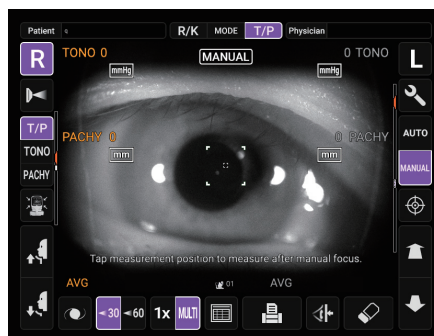 Patient 0 R/K MODE T/P Physician
R TONO 0 MANUAL 0 TONO L
mmHg mmHg
T/P AUTO
TONO PACHY 0 0 PACHY
PACHY mm mm MANUAL
Tap measurement position to measure after manual focus.
AVG 01 AVG
30 60 1x MULTI